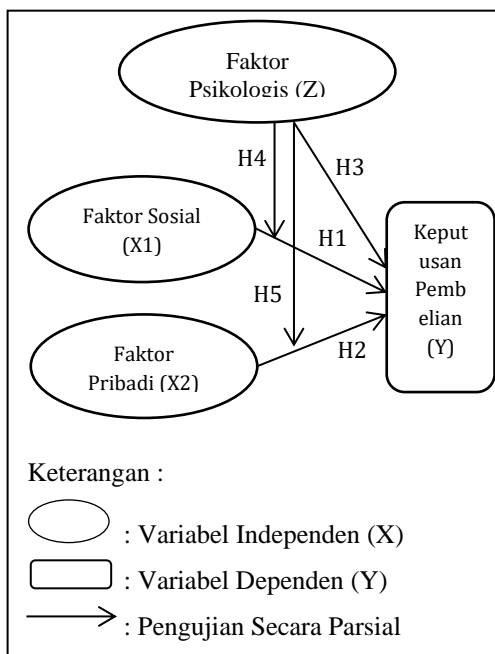 Faktor
Psikologis (Z)
H4
H3
Faktor Sosial
(X1)
H1
Keput
usan
Pemb
elian
(Y)
H5
Faktor
Pribadi (X2)
H2
Keterangan :
: Variabel Independen (X)
: Variabel Dependen (Y)
: Pengujian Secara Parsial